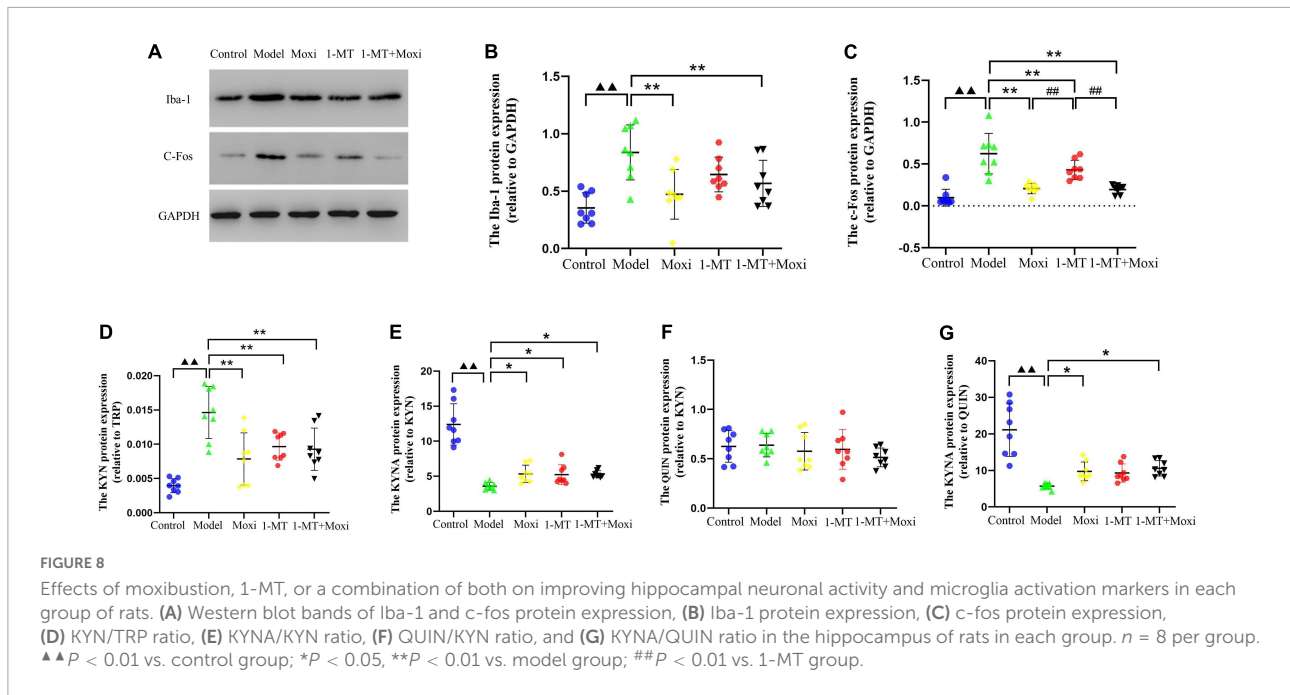 A
Control Model Moxi 1-MT 1-MT+Moxi
Iba-1
C-Fos
GAPDH
B
The Iba-1 protein expression
(relative to GAPDH)
1.5
1.0
0.5
0.0
▲▲
**
**
Control Model Moxi 1-MT 1-MT+Moxi
C
The c-Fos protein expression
(relative to GAPDH)
1.5
1.0
0.5
0.0
-0.5
**
**
▲▲ ** ## ##
Control Model Moxi 1-MT 1-MT+Moxi
D
The KYN protein expression
(relative to TRP)
0.020
0.015
0.010
0.005
0.000
**
**
▲▲ **
Control Model Moxi 1-MT 1-MT+Moxi
E
The KYNA protein expression
(relative to KYN)
20
15
10
5
0
*
*
▲▲ *
Control Model Moxi 1-MT 1-MT+Moxi
F
The QUIN protein expression
(relative to KYN)
1.5
1.0
0.5
0.0
Control Model Moxi 1-MT 1-MT+Moxi
G
The KYNA protein expression
(relative to QUIN)
40
30
20
10
0
*
▲▲ *
Control Model Moxi 1-MT 1-MT+Moxi
FIGURE 8
Effects of moxibustion, 1-MT, or a combination of both on improving hippocampal neuronal activity and microglia activation markers in each
group of rats. (A) Western blot bands of Iba-1 and c-fos protein expression, (B) Iba-1 protein expression, (C) c-fos protein expression,
(D) KYN/TRP ratio, (E) KYNA/KYN ratio, (F) QUIN/KYN ratio, and (G) KYNA/QUIN ratio in the hippocampus of rats in each group. n = 8 per group.
▲▲P < 0.01 vs. control group; *P < 0.05, **P < 0.01 vs. model group; ##P < 0.01 vs. 1-MT group.